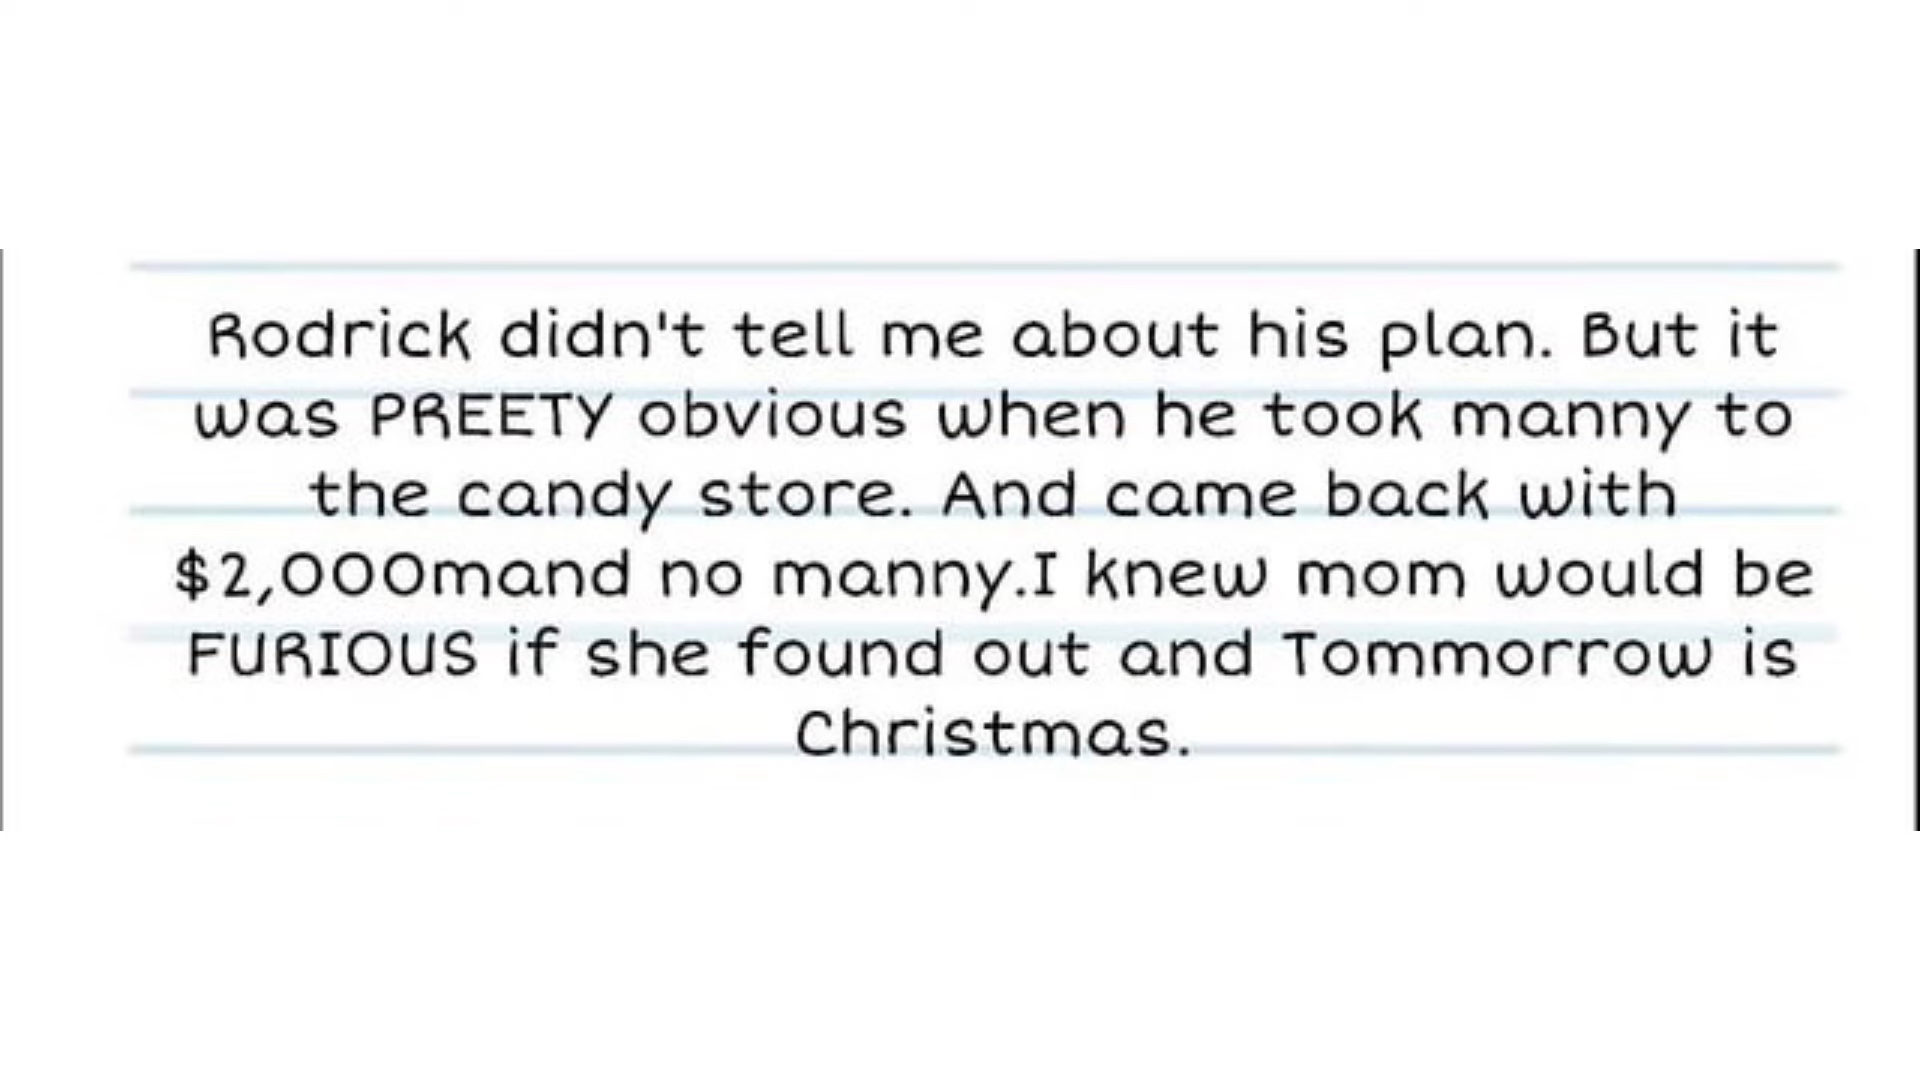 Rodrick didn't tell me about his plan. But it
was PREETY obvious when he took manny to
the candy store. And came back with
$2,000mand no manny.I knew mom would be
FURIOUS if she found out and Tommorrow is
Christmas.